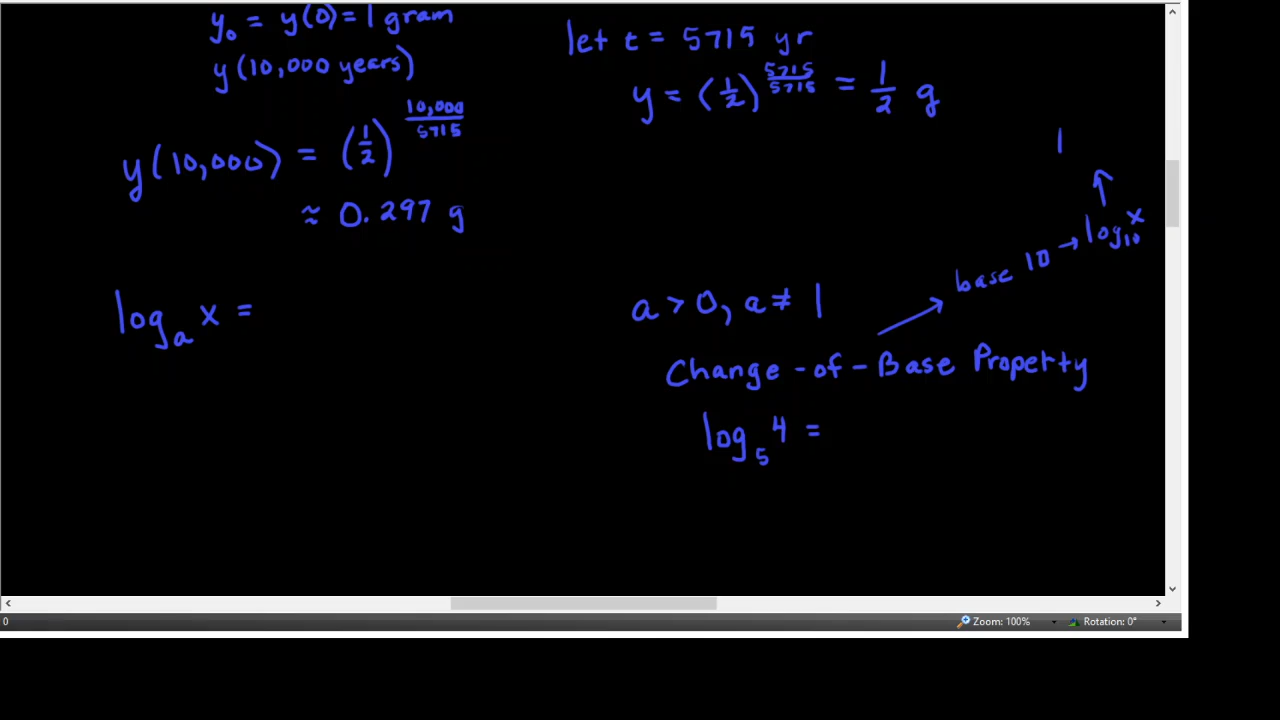 y₀ = y(0) = 1 gram
y(10,000 years)
y(10,000) = (1/2)^(10,000/5715)
≈ 0.297 g
let t = 5715 yr
y = (1/2)^(5715/5715) = 1/2 g
1
log₁₀ x
base 10 →
logₐ x =
a > 0, a ≠ 1
Change-of-Base Property
log₅ 4 =
0
Zoom: 100%
Rotation: 0°